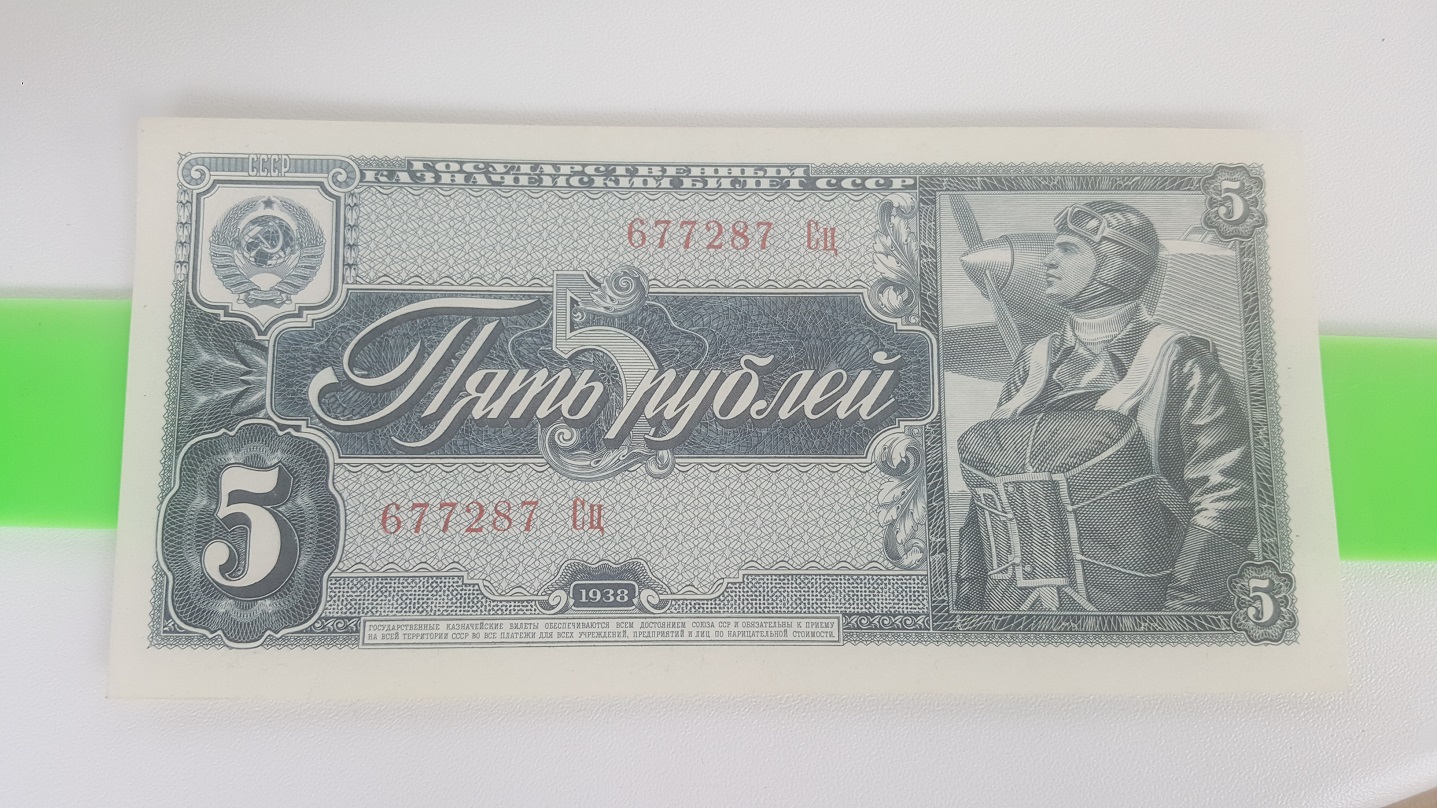 СССР
ГОСУДАРСТВЕННЫЙ
КАЗНАЧЕЙСКИЙ БИЛЕТ СССР
5
677287 Ец
5
Пять рублей
5
677287 Ец
1938
5
ГОСУДАРСТВЕННЫЕ КАЗНАЧЕЙСКИЕ БИЛЕТЫ ОБЕСПЕЧИВАЮТСЯ ВСЕМ ДОСТОЯНИЕМ СОЮЗА ССР И ОБЯЗАТЕЛЬНЫ К ПРИЕМУ
НА ВСЕЙ ТЕРРИТОРИИ СССР ВО ВСЕ ПЛАТЕЖИ ДЛЯ ВСЕХ УЧРЕЖДЕНИЙ, ПРЕДПРИЯТИЙ И ЛИЦ ПО НАРИЦАТЕЛЬНОЙ СТОИМОСТИ.